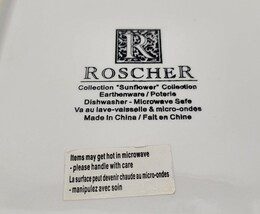 R
ROSCHER
Collection "Sunflower" Collection
Earthenware / Poterie
Dishwasher - Microwave Safe
Va au lave-vaisselle & micro-ondes
Made in China / Fait en Chine
Items may get hot in microwave
- please handle with care
La surface peut devenir chaude au micro-ondes
- manipulez avec soin